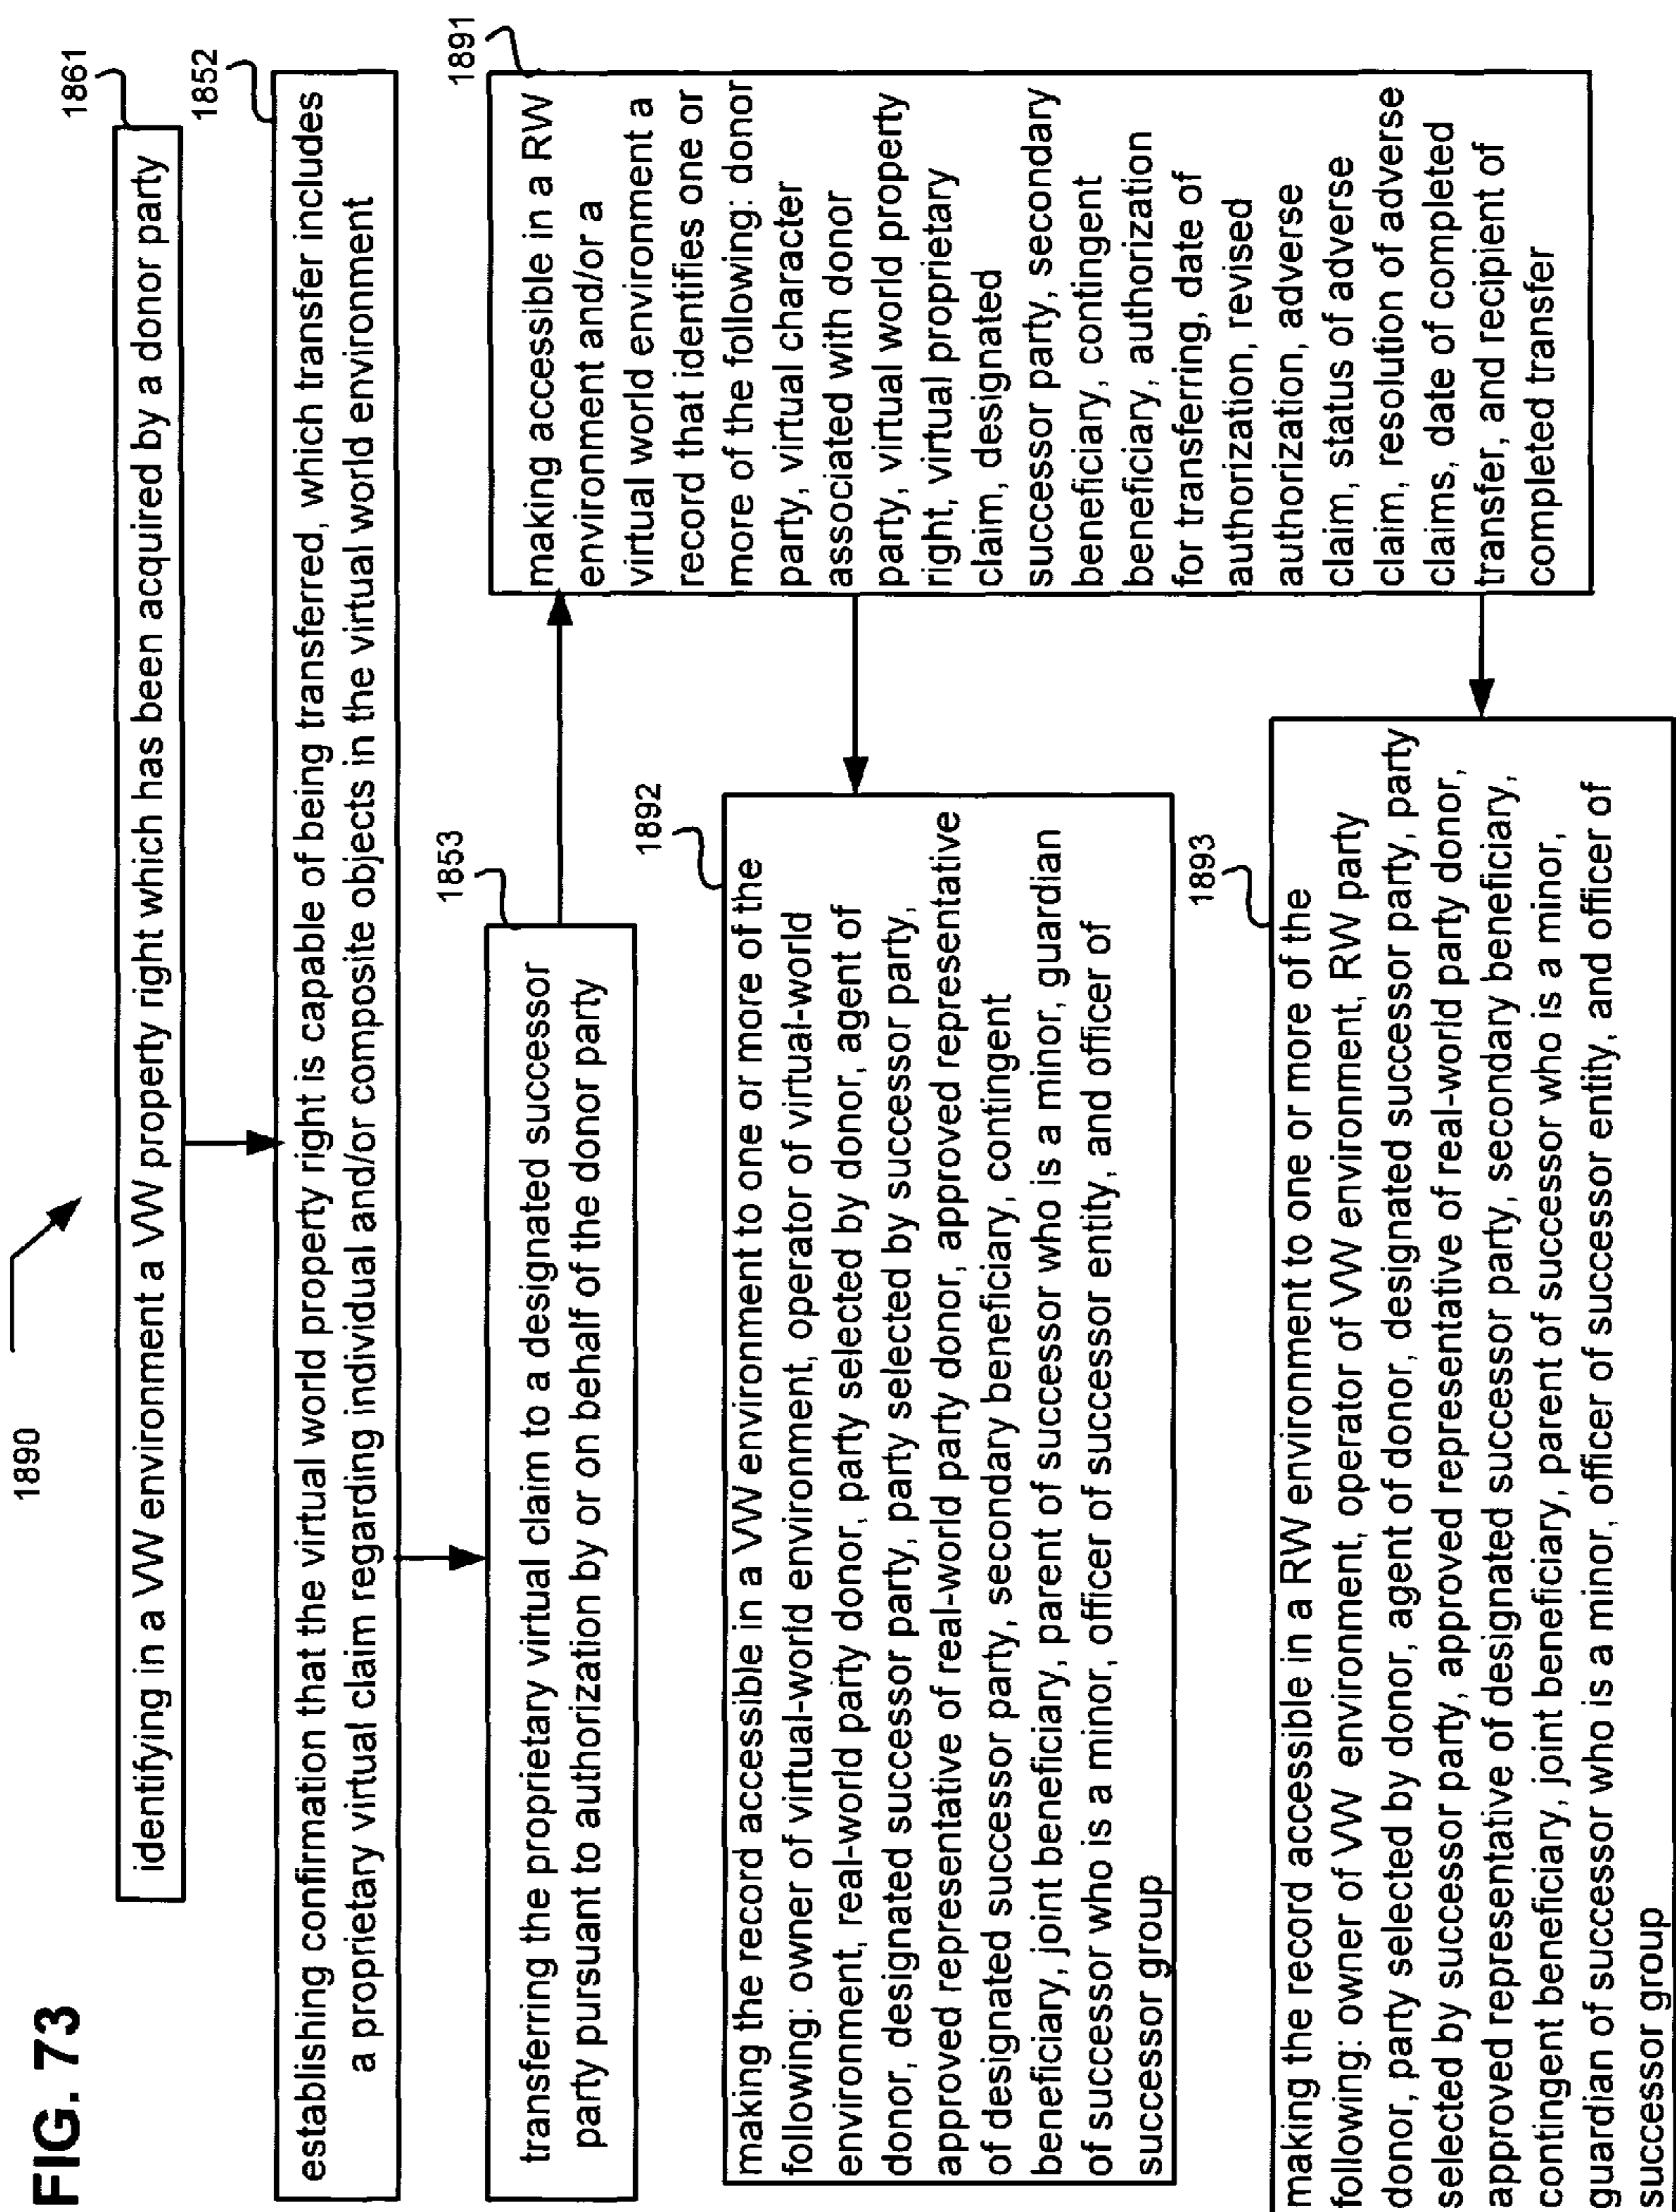 FIG. 73
1890
1861
identifying in a VW environment a VW property right which has been acquired by a donor party
1852
establishing confirmation that the virtual world property right is capable of being transferred, which transfer includes
a proprietary virtual claim regarding individual and/or composite objects in the virtual world environment
1853
transferring the proprietary virtual claim to a designated successor
party pursuant to authorization by or on behalf of the donor party
1891
making accessible in a RW
environment and/or a
virtual world environment a
record that identifies one or
more of the following: donor
party, virtual character
associated with donor
party, virtual world property
right, virtual proprietary
claim, designated
successor party, secondary
beneficiary, contingent
beneficiary, authorization
for transferring, date of
authorization, revised
authorization, adverse
claim, status of adverse
claim, resolution of adverse
claims, date of completed
transfer, and recipient of
completed transfer
1892
making the record accessible in a VW environment to one or more of the
following: owner of virtual-world environment, operator of virtual-world
environment, real-world party donor, party selected by donor, agent of
donor, designated successor party, party selected by successor party,
approved representative of real-world party donor, approved representative
of designated successor party, secondary beneficiary, contingent
beneficiary, joint beneficiary, parent of successor who is a minor, guardian
of successor who is a minor, officer of successor entity, and officer of
successor group
1893
making the record accessible in a RW environment to one or more of the
following: owner of VW environment, operator of VW environment, RW party
donor, party selected by donor, agent of donor, designated successor party, party
selected by successor party, approved representative of real-world party donor,
approved representative of designated successor party, secondary beneficiary,
contingent beneficiary, joint beneficiary, parent of successor who is a minor,
guardian of successor who is a minor, officer of successor entity, and officer of
successor group